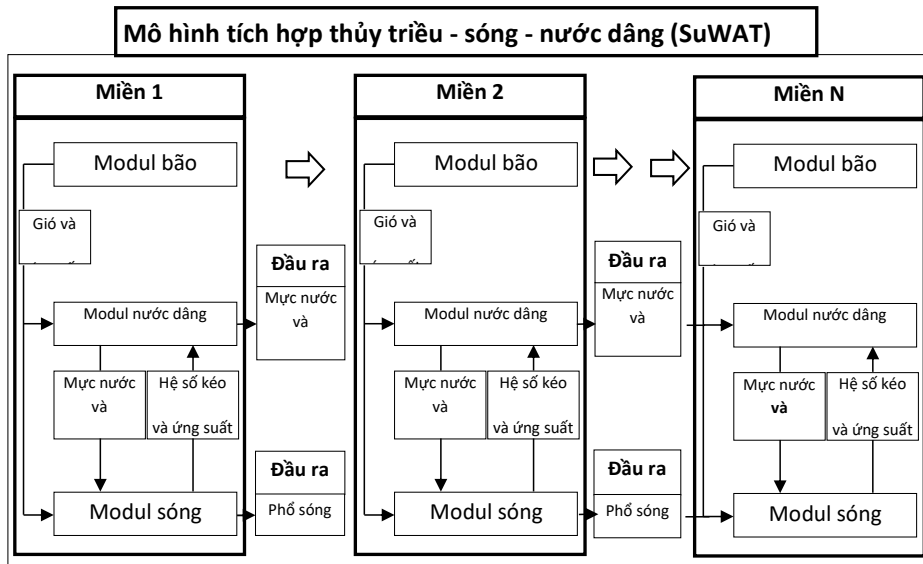 Mô hình tích hợp thủy triều - sóng - nước dâng (SuWAT)
Miền 1
Modul bão
Gió và
Modul nước dâng
Mực nước
và
Hệ số kéo
và ứng suất
Modul sóng
Đầu ra
Mực nước
và
Đầu ra
Phổ sóng
Miền 2
Modul bão
Gió và
Modul nước dâng
Mực nước
và
Hệ số kéo
và ứng suất
Modul sóng
Đầu ra
Mực nước
và
Đầu ra
Phổ sóng
Miền N
Modul bão
Gió và
Modul nước dâng
Mực nước
và
Hệ số kéo
và ứng suất
Modul sóng